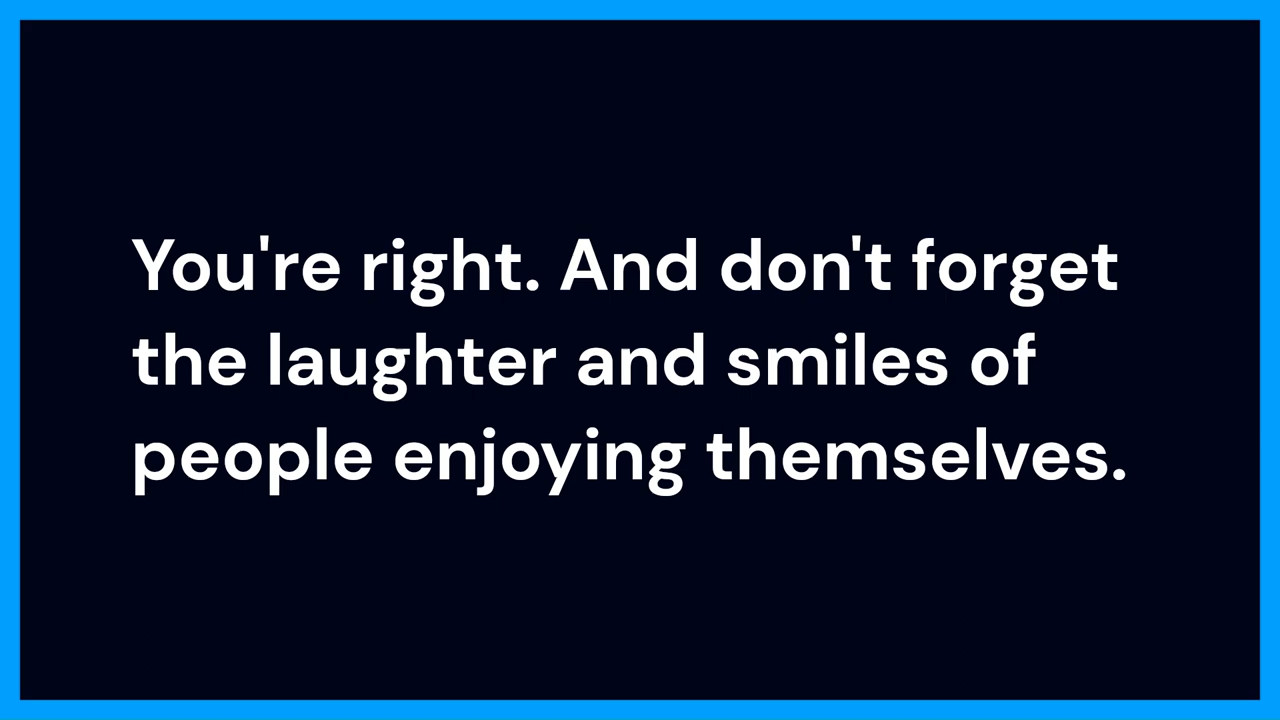 You're right. And don't forget
the laughter and smiles of
people enjoying themselves.